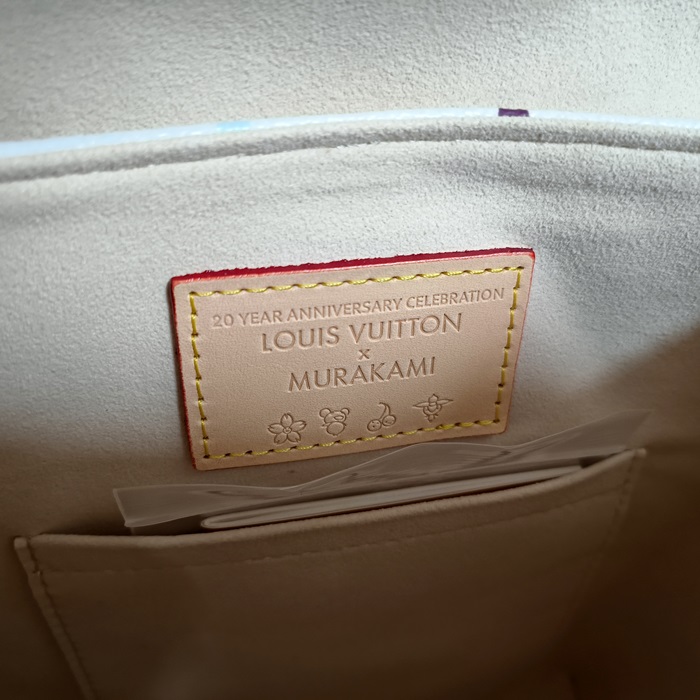 20 YEAR ANNIVERSARY CELEBRATION
LOUIS VUITTON
x
MURAKAMI